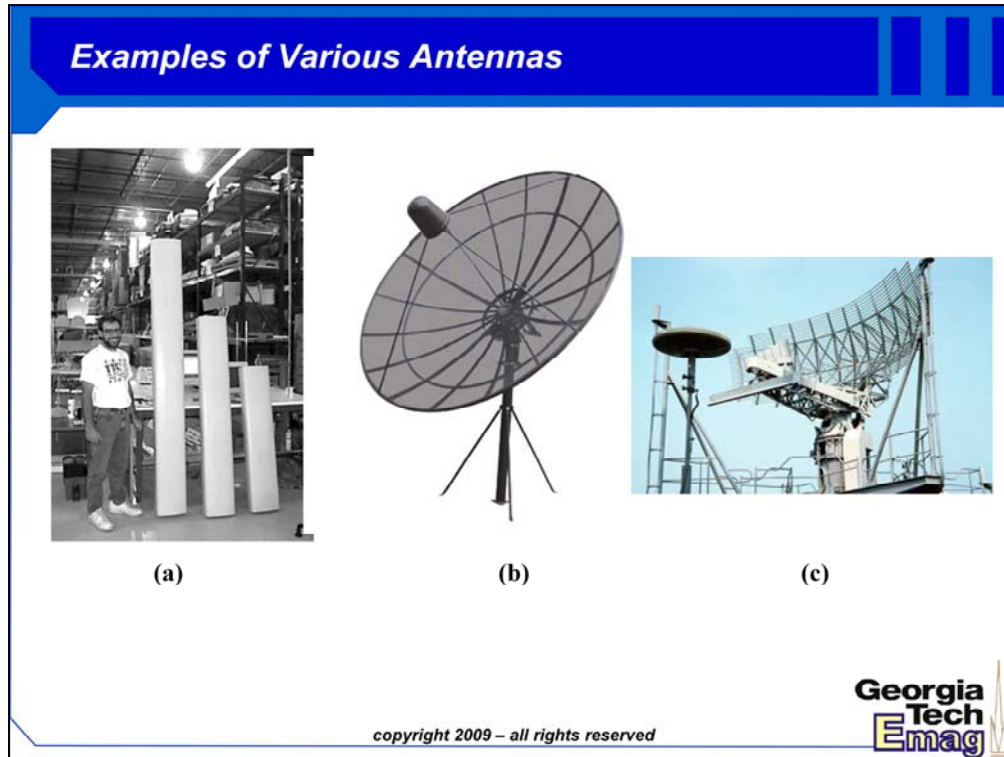 Examples of Various Antennas
(a)
(b)
(c)
copyright 2009 – all rights reserved
Georgia
Tech
Emag